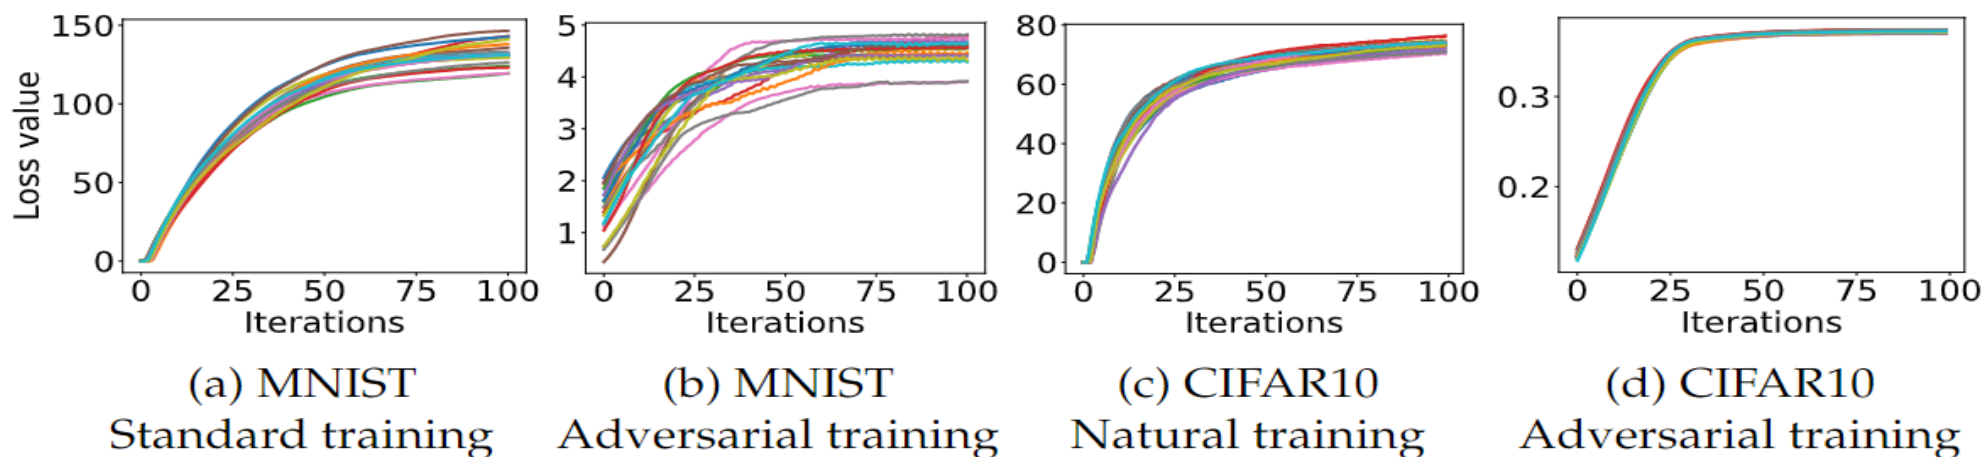 Loss value
150
100
50
0
0 25 50 75 100
Iterations
(a) MNIST
Standard training
5
4
3
2
1
0 25 50 75 100
Iterations
(b) MNIST
Adversarial training
80
60
40
20
0
0 25 50 75 100
Iterations
(c) CIFAR10
Natural training
0.3
0.2
0 25 50 75 100
Iterations
(d) CIFAR10
Adversarial training